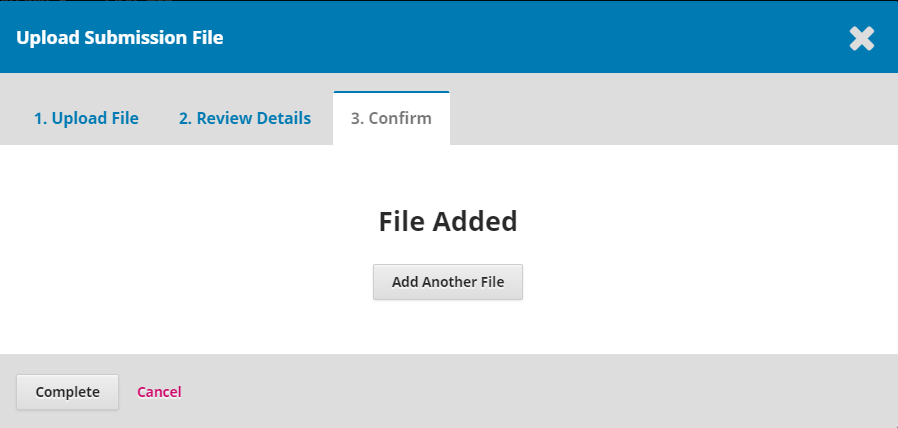 Upload Submission File
1. Upload File 2. Review Details 3. Confirm
File Added
Add Another File
Complete Cancel